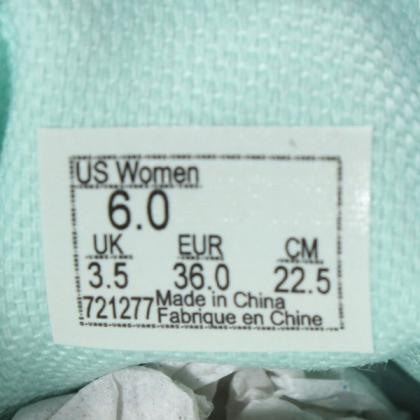 US Women
6.0
UK EUR CM
3.5 36.0 22.5
721277 Made in China
Fabrique en Chine